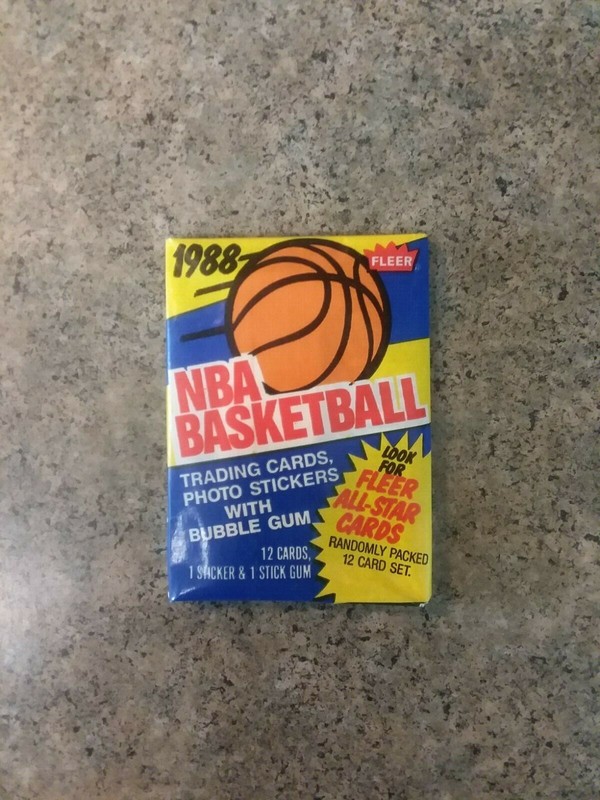 1988
FLEER
NBA
BASKETBALL
TRADING CARDS,
PHOTO STICKERS
WITH
BUBBLE GUM
12 CARDS,
1 STICKER & 1 STICK GUM
LOOK
FOR
FLEER
ALL-STAR
CARDS
RANDOMLY PACKED
12 CARD SET.